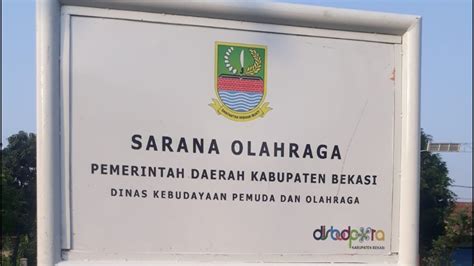 SARANA OLAHRAGA
PEMERINTAH DAERAH KABUPATEN BEKASI
DINAS KEBUDAYAAN PEMUDA DAN OLAHRAGA
disbudpora
KABUPATEN BEKASI